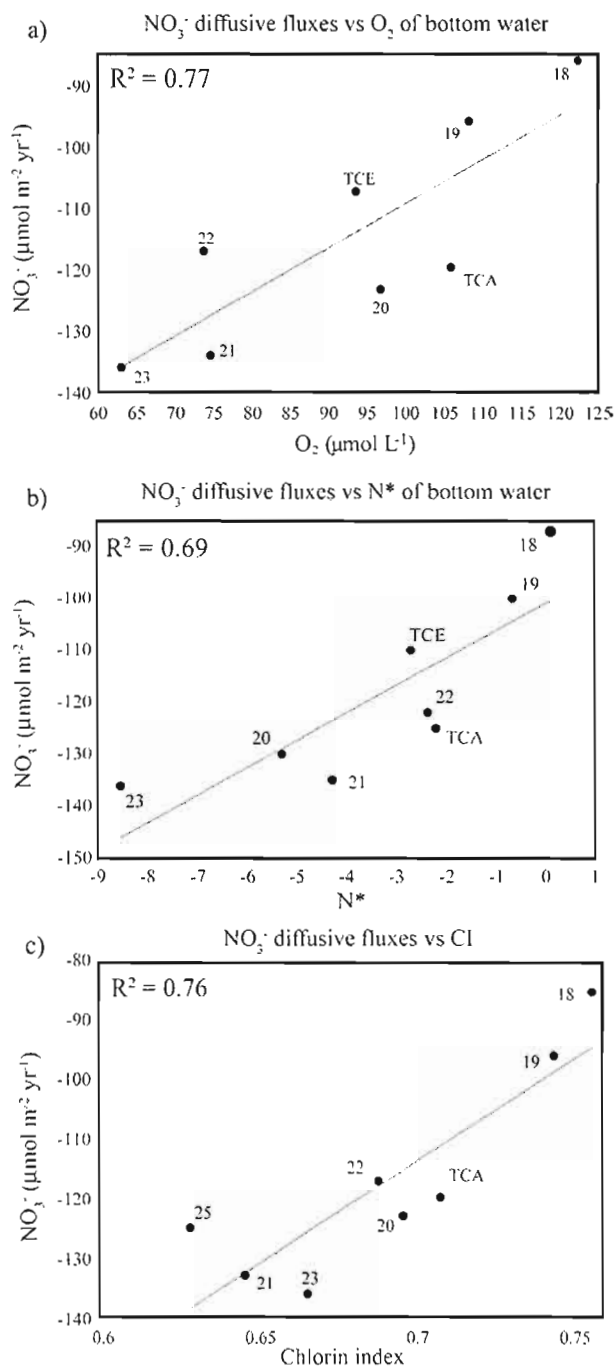 a) NO₃⁻ diffusive fluxes vs O₂ of bottom water
R² = 0.77
18
-90
19
-100
TCE
-110
22
-120
TCA
20
21
-130
23
-140
NO₃⁻ (μmol m⁻² yr⁻¹)
60 65 70 75 80 85 90 95 100 105 110 115 120 125
O₂ (μmol L⁻¹)
b) NO₃⁻ diffusive fluxes vs N* of bottom water
R² = 0.69
-90
18
19
-100
TCE
-110
22
-120
TCA
20
-130
21
23
-140
-150
NO₃⁻ (μmol m⁻² yr⁻¹)
-9 -8 -7 -6 -5 -4 -3 -2 -1 0 1
N*
c) NO₃⁻ diffusive fluxes vs CI
-80
R² = 0.76
18
-90
19
-100
-110
22
TCA
25
-120
20
-130
21 23
-140
NO₃⁻ (μmol m⁻² yr⁻¹)
0.6 0.65 0.7 0.75
Chlorin index